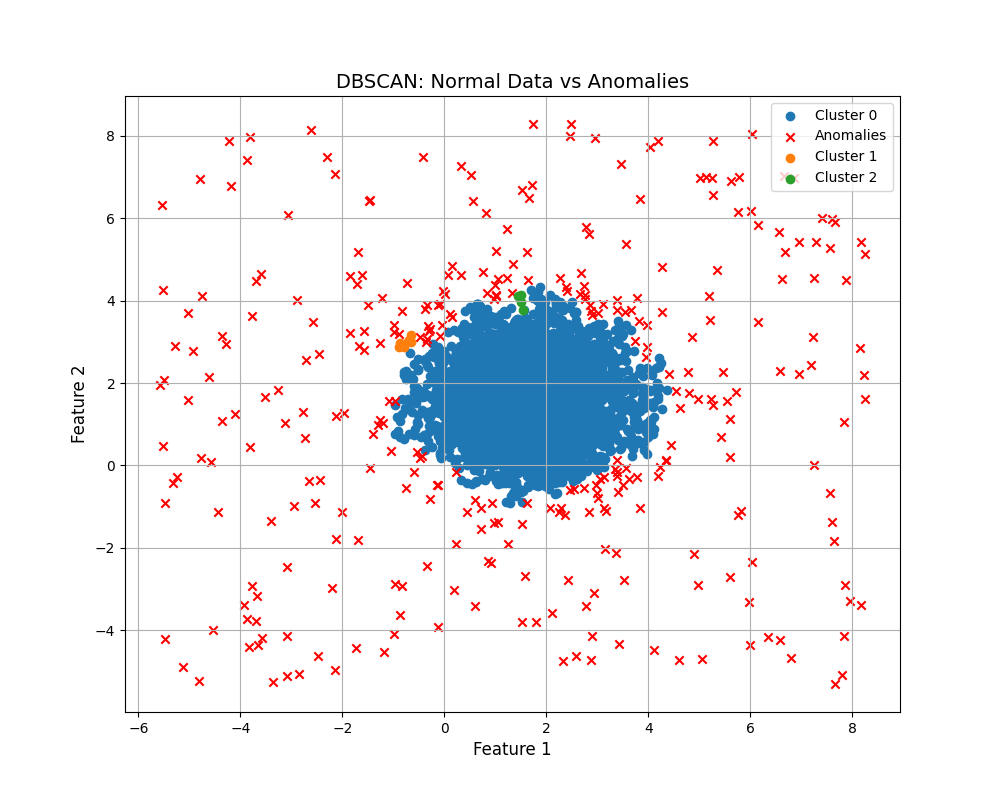 DBSCAN: Normal Data vs Anomalies
Cluster 0
Anomalies
Cluster 1
Cluster 2
8
6
4
2
0
−2
−4
Feature 2
−6
−4
−2
0
2
4
6
8
Feature 1